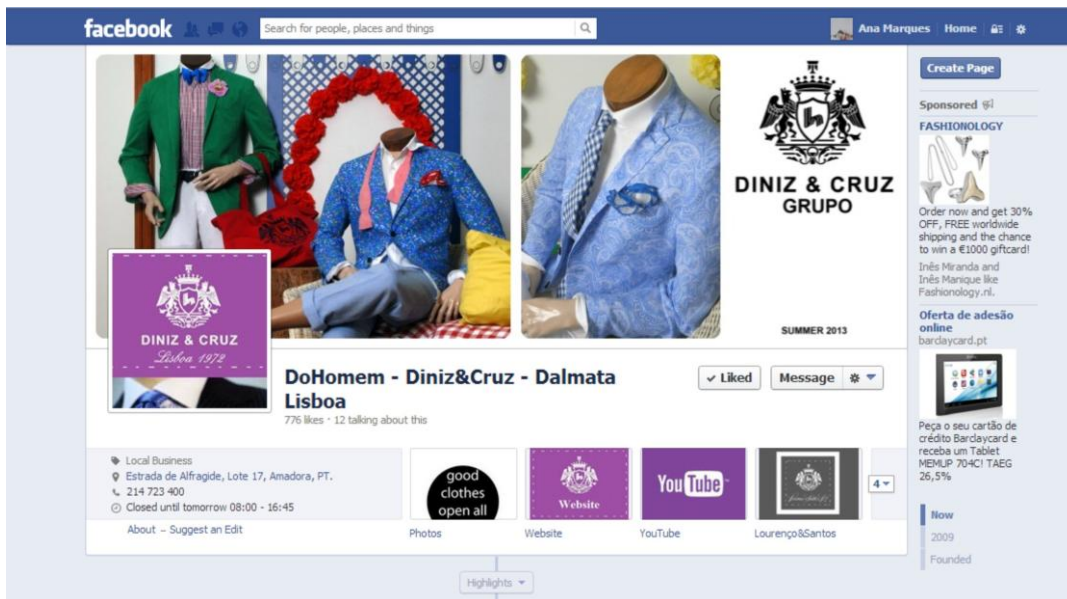 facebook
Search for people, places and things
Ana Marques
Home
DINIZ & CRUZ
GRUPO
SUMMER 2013
DINIZ & CRUZ
Lisboa 1972
DoHomem - Diniz&Cruz - Dalmata
Lisboa
776 likes · 12 talking about this
Liked
Message
Local Business
Estrada de Alfragide, Lote 17, Amadora, PT.
214 723 400
Closed until tomorrow 08:00 - 16:45
About – Suggest an Edit
good
clothes
open all
Photos
Website
Website
YouTube
YouTube
Lourenço&Santos
4
Highlights
Create Page
Sponsored
FASHIONOLOGY
Order now and get 30%
OFF, FREE worldwide
shipping and the chance
to win a €1000 giftcard!
Inês Miranda and
Inês Manique like
Fashionology.nl.
Oferta de adesão
online
barclaycard.pt
Peça o seu cartão de
crédito Barclaycard e
receba um Tablet
MEMUP 704C! TAEG
26,5%
Now
2009
Founded